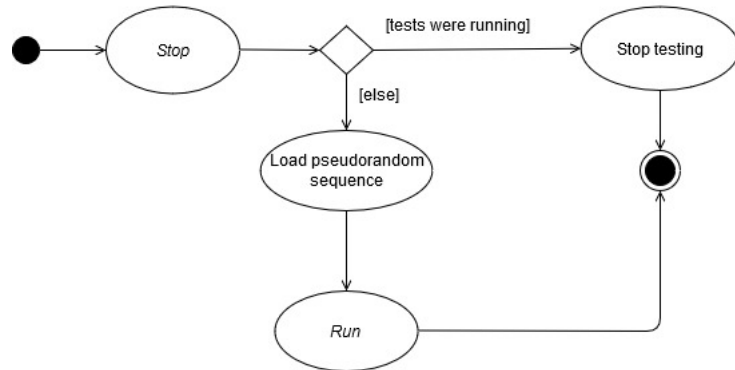 [tests were running]
Stop
Stop testing
[else]
Load pseudorandom
sequence
Run